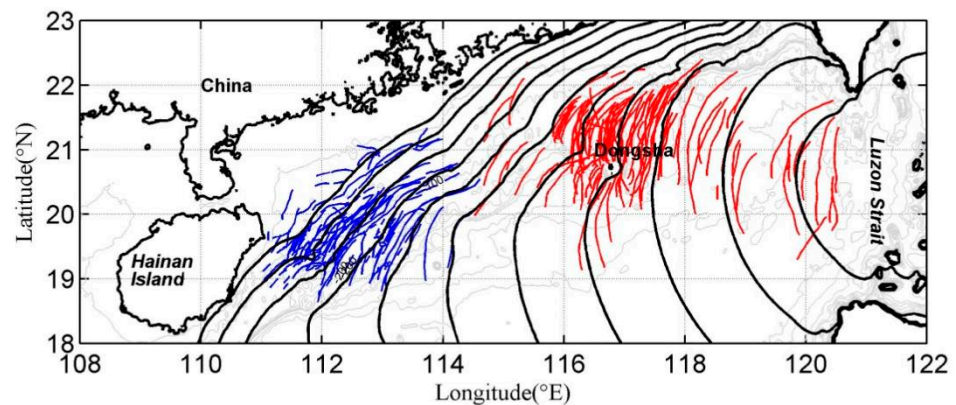 23
22
21
20
19
18
Latitude(°N)
China
Dongsha
Luzon Strait
Hainan
Island
200
108
110
112
114
116
118
120
122
Longitude(°E)